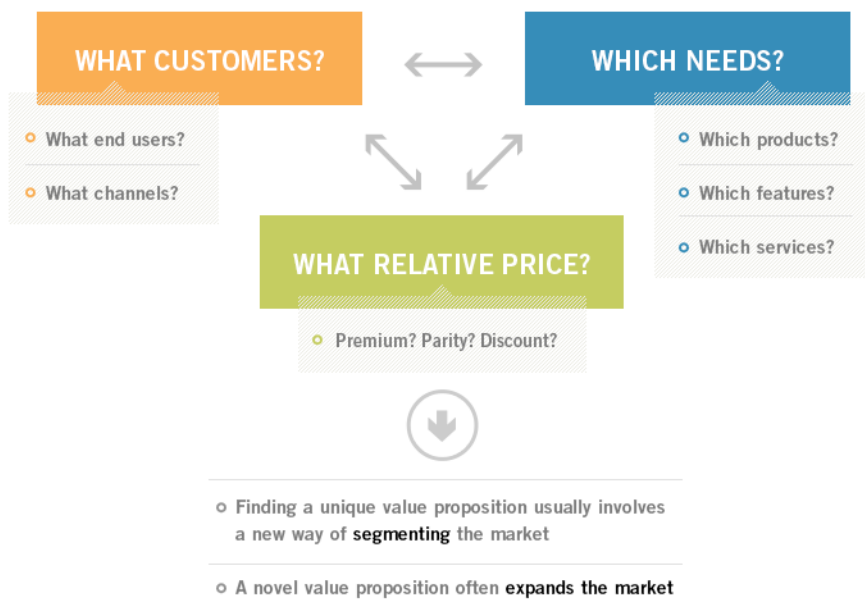 WHAT CUSTOMERS?
What end users?
What channels?
WHICH NEEDS?
Which products?
Which features?
Which services?
WHAT RELATIVE PRICE?
Premium? Parity? Discount?
Finding a unique value proposition usually involves
a new way of segmenting the market
A novel value proposition often expands the market